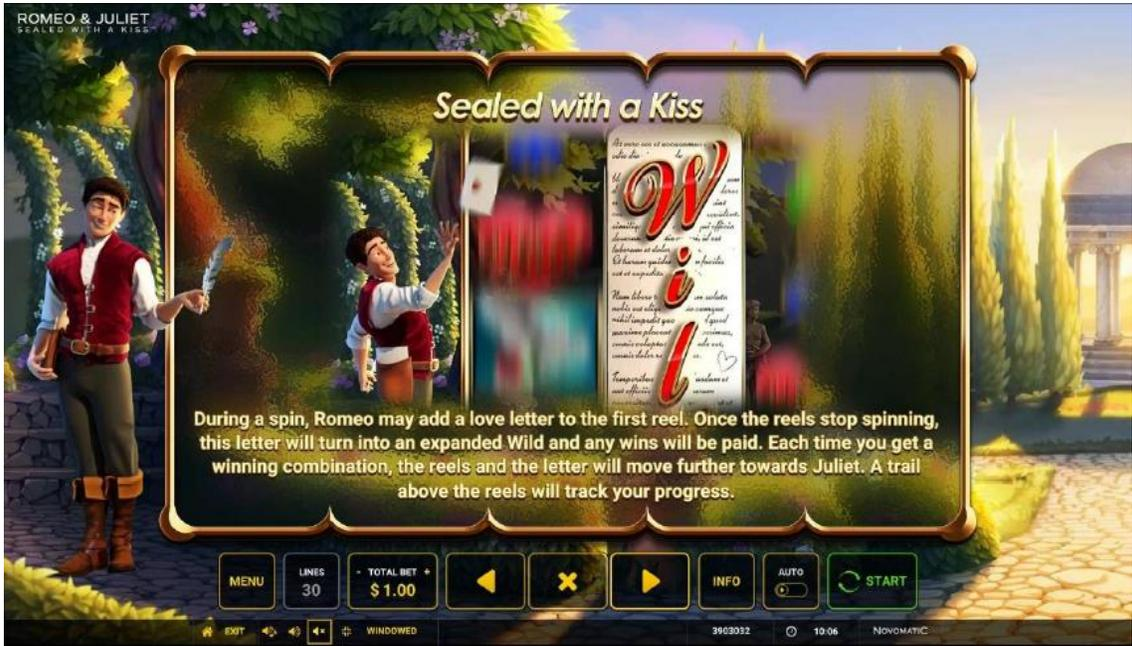 ROMEO & JULIET
SEALED WITH A KISS
Sealed with a Kiss
Wil
During a spin, Romeo may add a love letter to the first reel. Once the reels stop spinning,
this letter will turn into an expanded Wild and any wins will be paid. Each time you get a
winning combination, the reels and the letter will move further towards Juliet. A trail
above the reels will track your progress.
MENU
LINES
30
- TOTAL BET +
$1.00
INFO
AUTO
START
EXIT
WINDOWED
3903032
10:06
NOVOMATIC